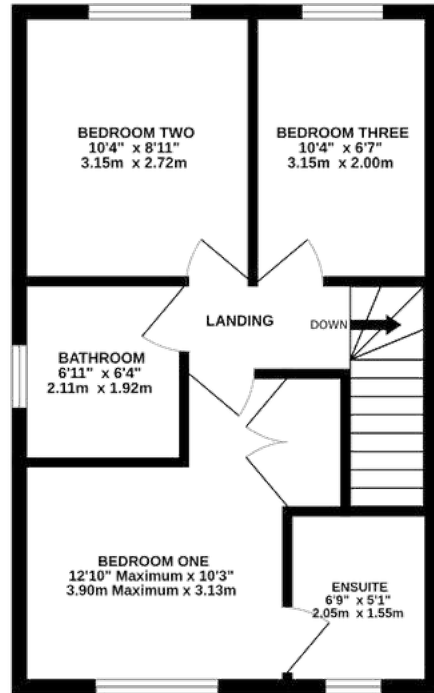 BEDROOM TWO
10'4" x 8'11"
3.15m x 2.72m
BEDROOM THREE
10'4" x 6'7"
3.15m x 2.00m
LANDING
DOWN
BATHROOM
6'11" x 6'4"
2.11m x 1.92m
BEDROOM ONE
12'10" Maximum x 10'3"
3.90m Maximum x 3.13m
ENSUITE
6'9" x 5'1"
2.05m x 1.55m